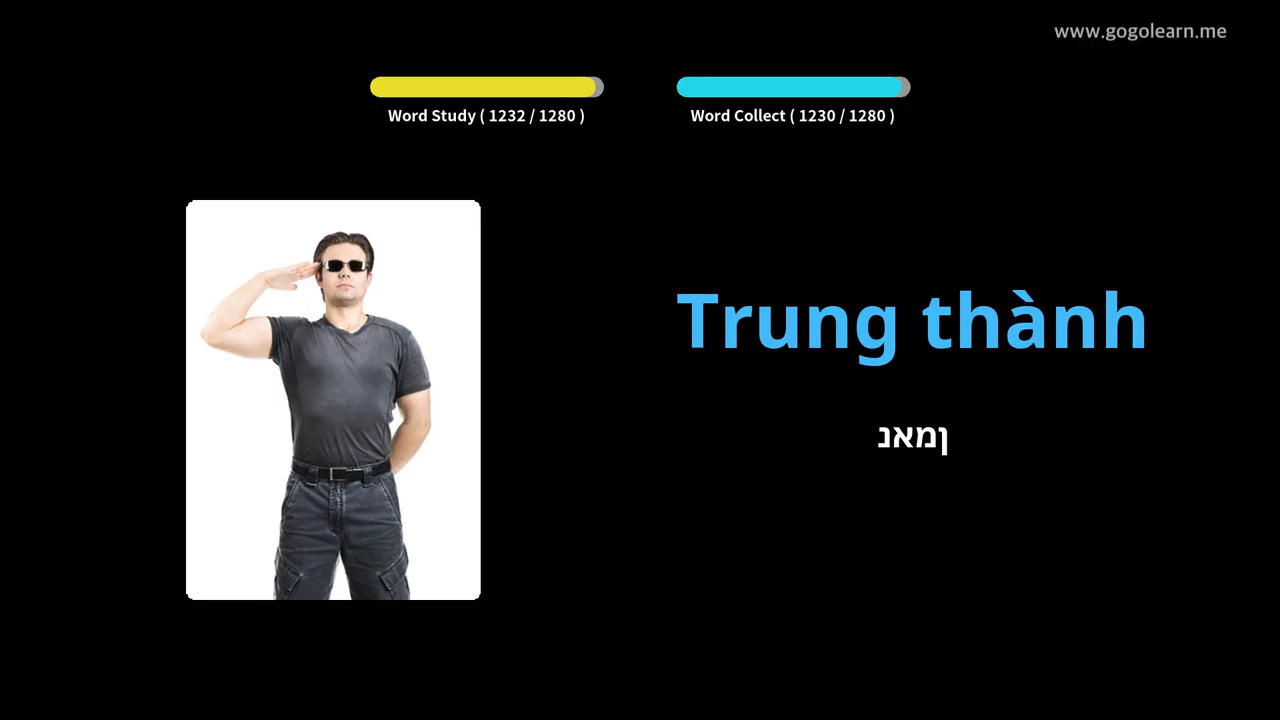 www.gogolearn.me
Word Study ( 1232 / 1280 )
Word Collect ( 1230 / 1280 )
Trung thành
נאמן